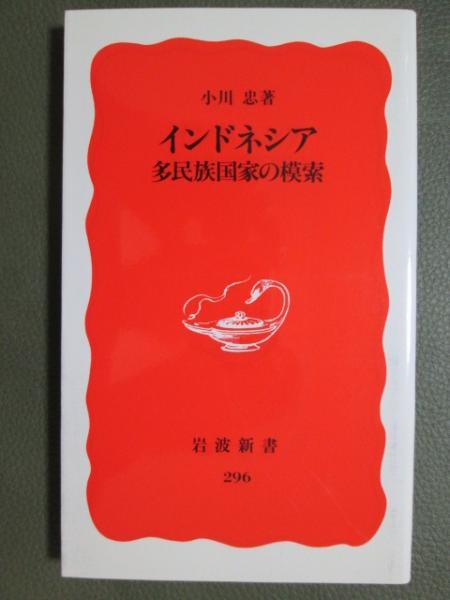 小川 忠著
インドネシア
多民族国家の模索
岩波新書
296